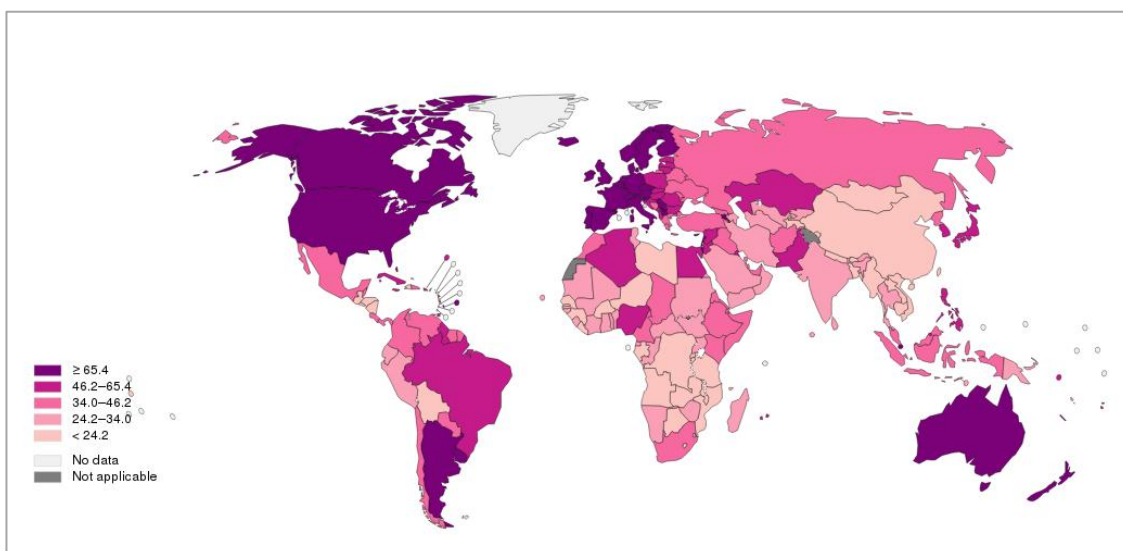 ≥ 65.4
46.2–65.4
34.0–46.2
24.2–34.0
< 24.2
No data
Not applicable